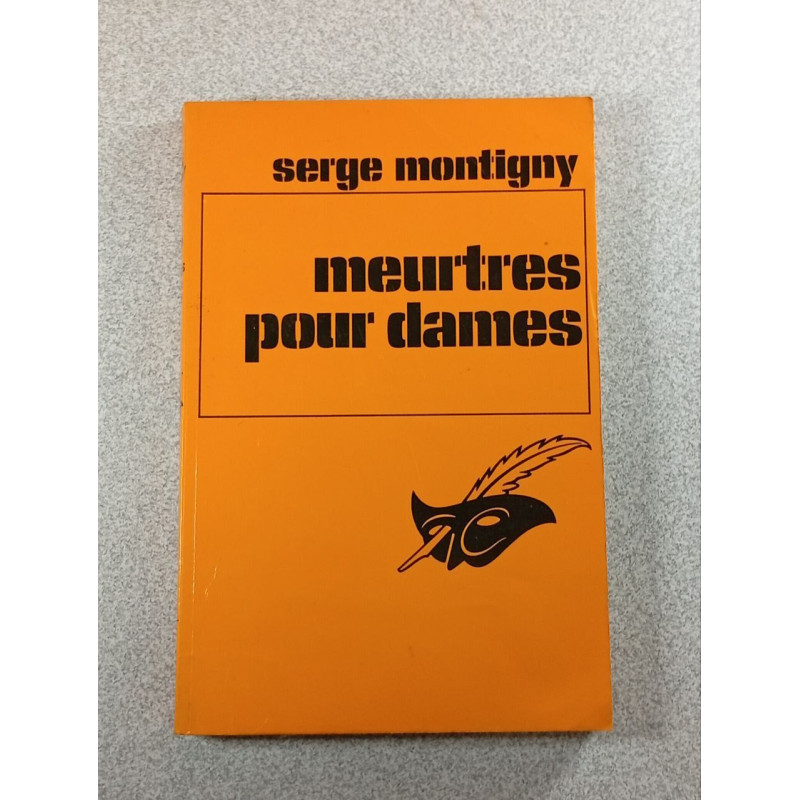 serge montigny
meurtres
pour dames